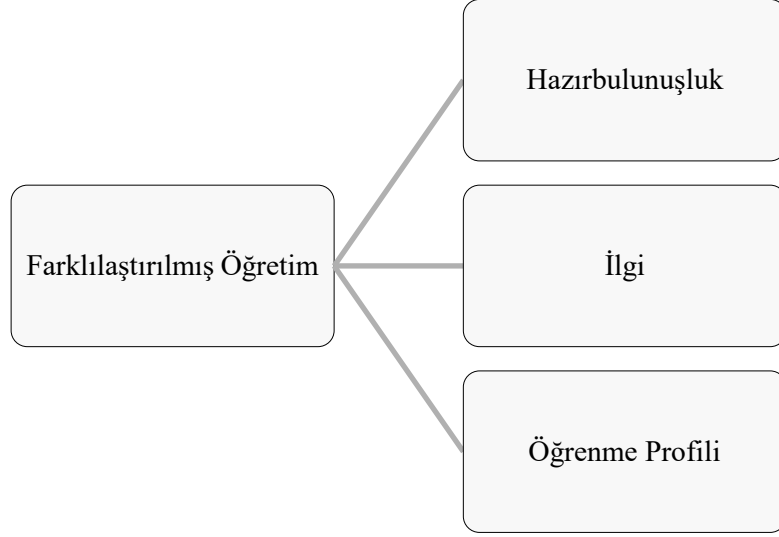 Hazırbulunuşluk
Farklılaştırılmış Öğretim
İlgi
Öğrenme Profili